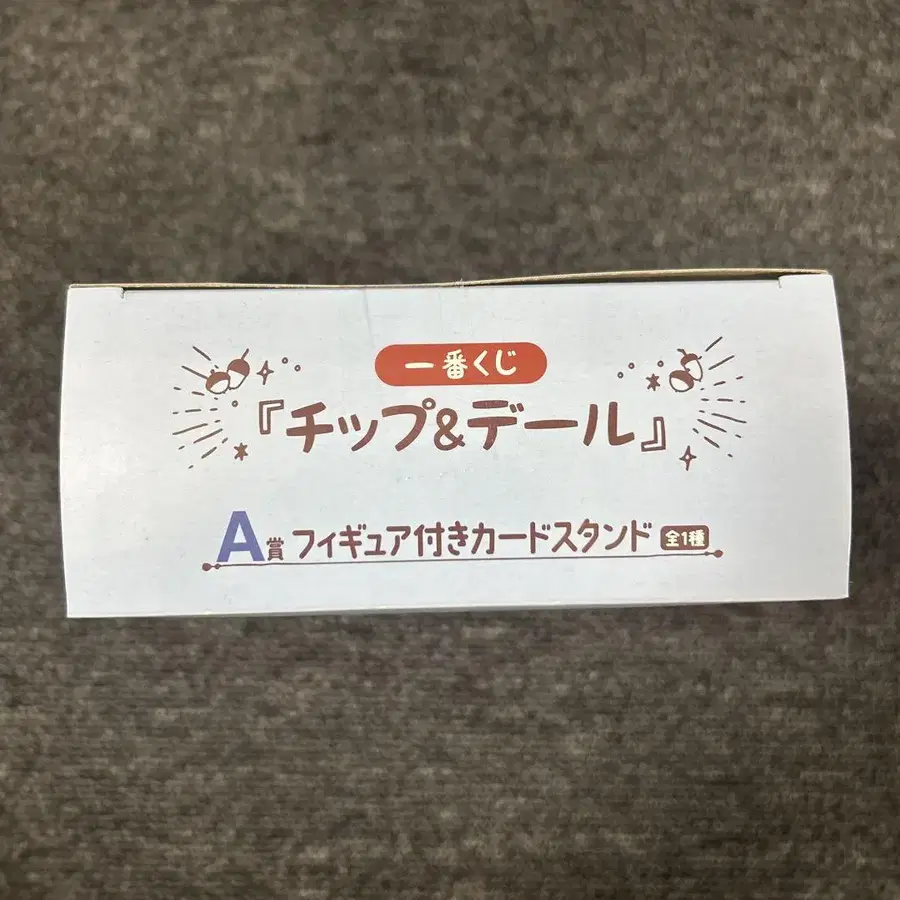 一番くじ
『チップ&デール』
A賞 フィギュア付きカードスタンド 全1種